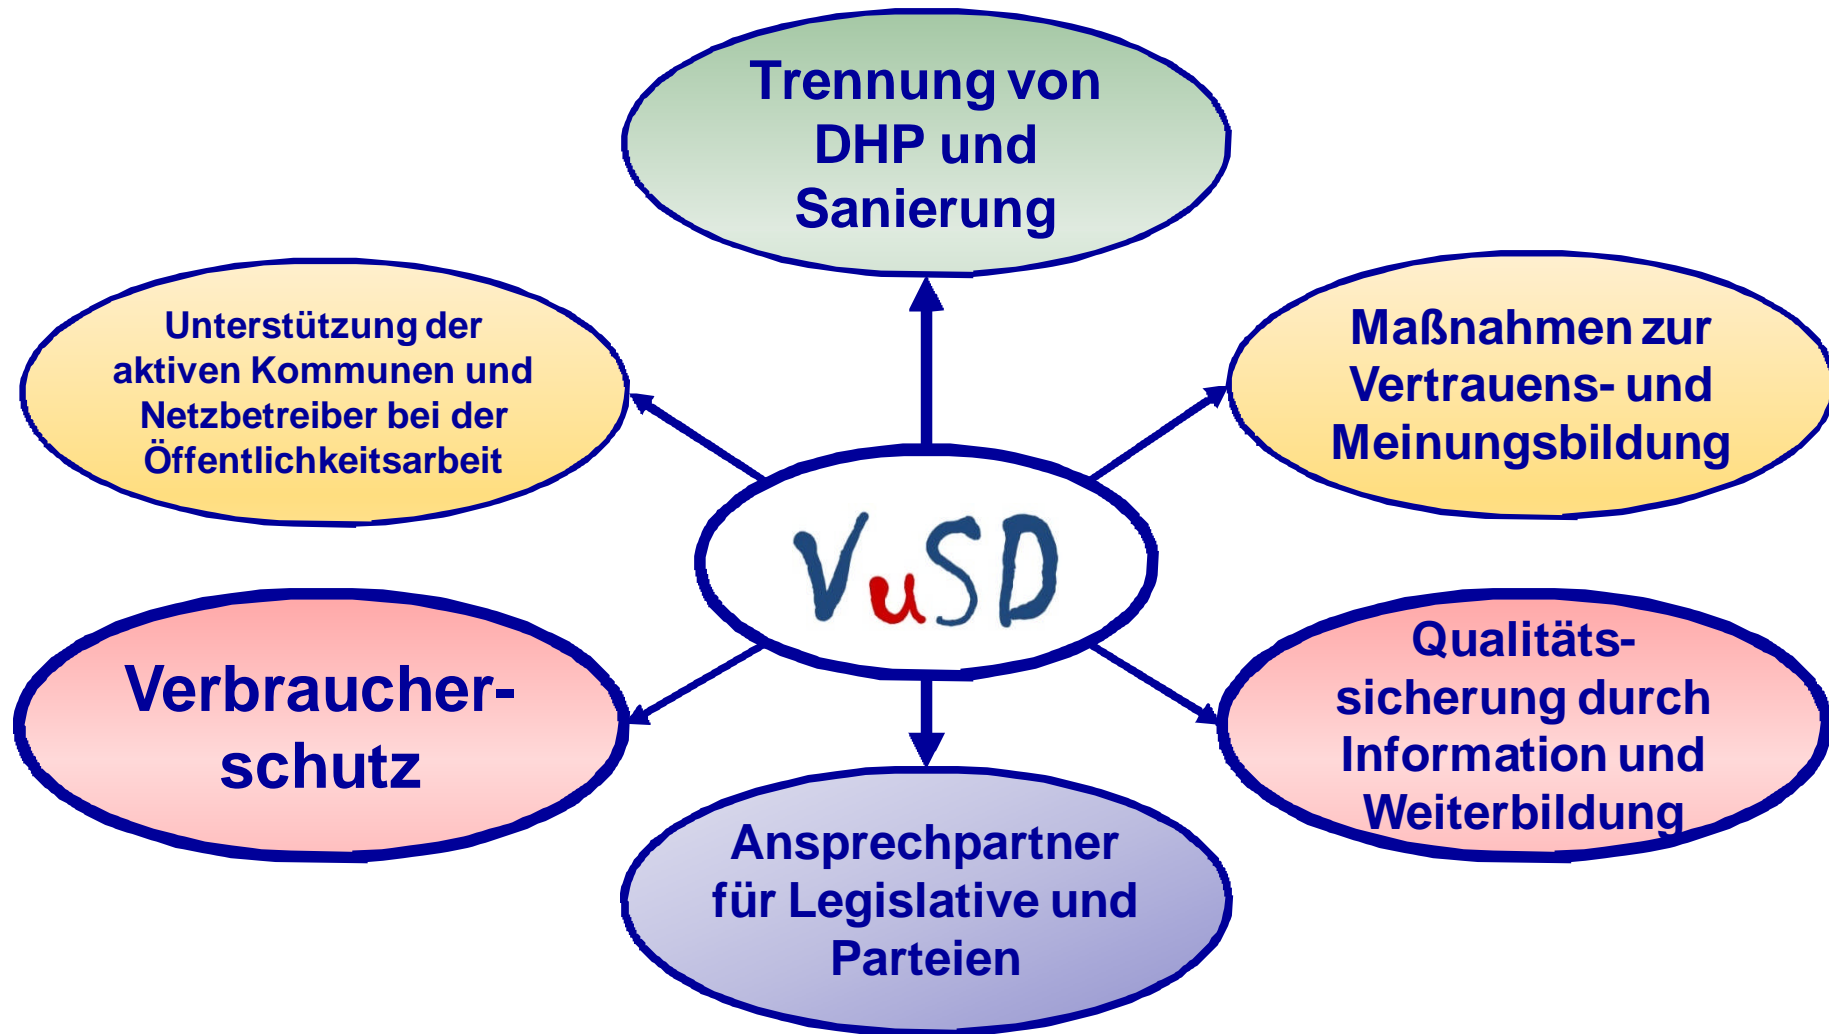 Trennung von
DHP und
Sanierung
Unterstützung der
aktiven Kommunen und
Netzbetreiber bei der
Öffentlichkeitsarbeit
Maßnahmen zur
Vertrauens- und
Meinungsbildung
VuSD
Verbraucher-
schutz
Qualitäts-
sicherung durch
Information und
Weiterbildung
Ansprechpartner
für Legislative und
Parteien